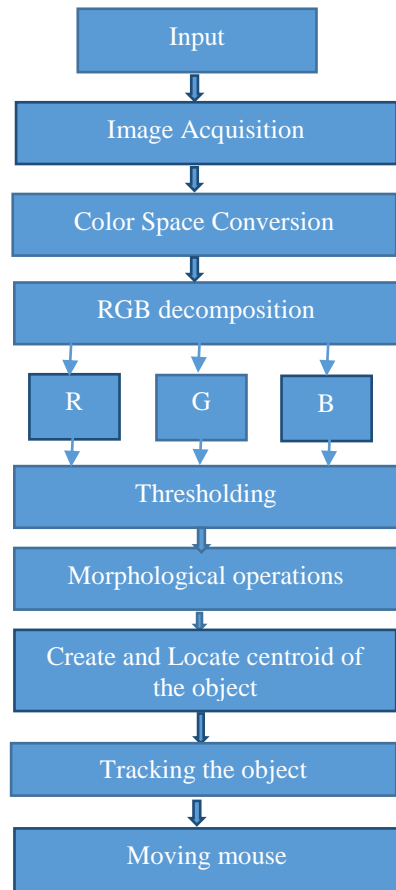 Input
Image Acquisition
Color Space Conversion
RGB decomposition
R
G
B
Thresholding
Morphological operations
Create and Locate centroid of
the object
Tracking the object
Moving mouse